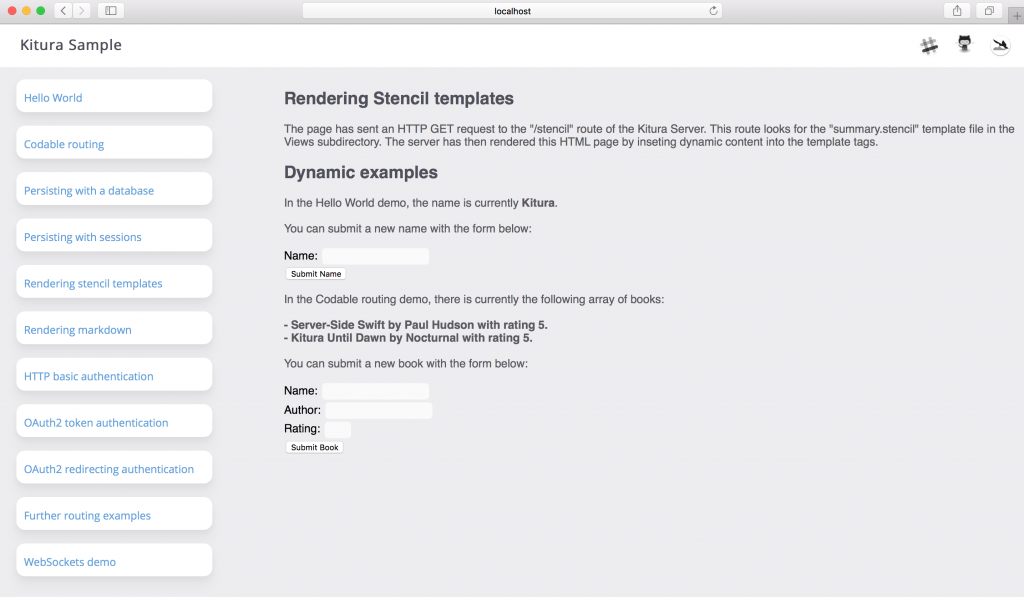 localhost
Kitura Sample
Hello World
Codable routing
Persisting with a database
Persisting with sessions
Rendering stencil templates
Rendering markdown
HTTP basic authentication
OAuth2 token authentication
OAuth2 redirecting authentication
Further routing examples
WebSockets demo
Rendering Stencil templates
The page has sent an HTTP GET request to the "/stencil" route of the Kitura Server. This route looks for the "summary.stencil" template file in the
Views subdirectory. The server has then rendered this HTML page by inseting dynamic content into the template tags.
Dynamic examples
In the Hello World demo, the name is currently Kitura.
You can submit a new name with the form below:
Name:
Submit Name
In the Codable routing demo, there is currently the following array of books:
- Server-Side Swift by Paul Hudson with rating 5.
- Kitura Until Dawn by Nocturnal with rating 5.
You can submit a new book with the form below:
Name:
Author:
Rating:
Submit Book